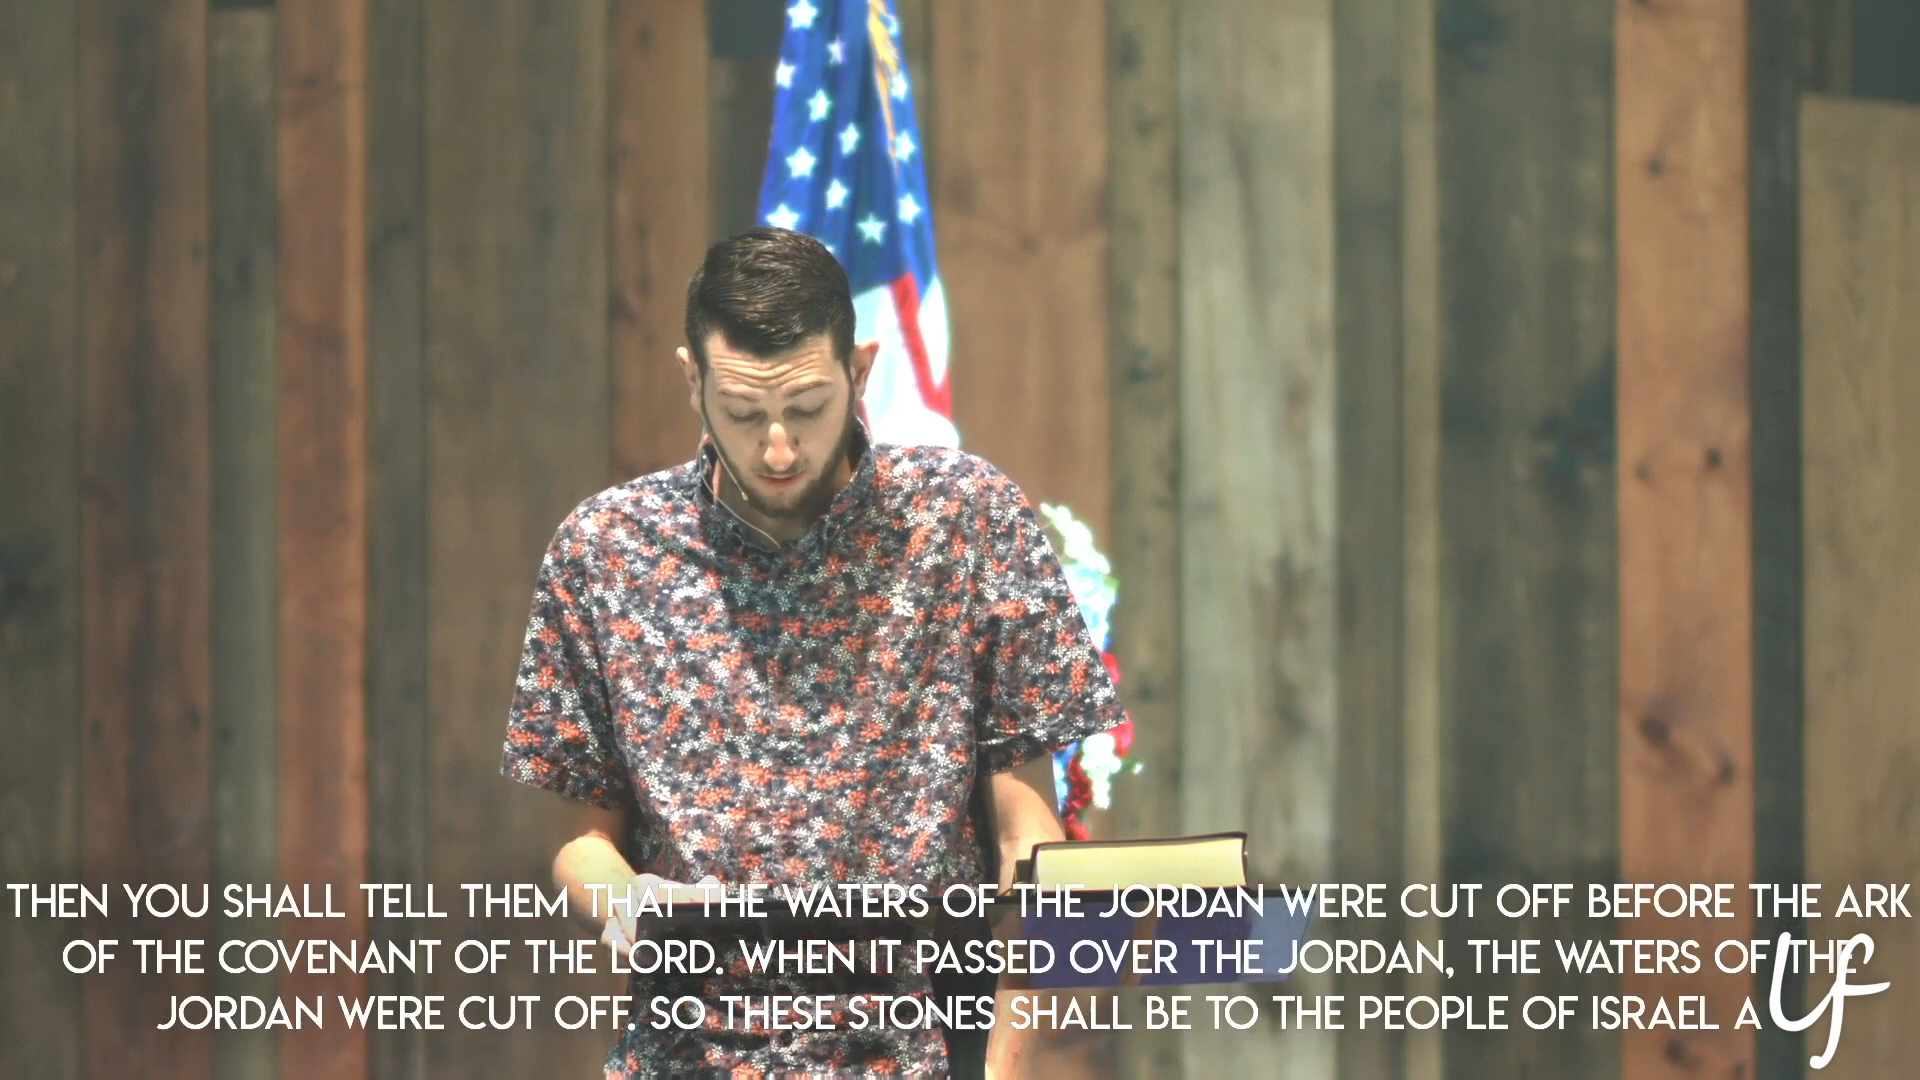 THEN YOU SHALL TELL THEM THAT THE WATERS OF THE JORDAN WERE CUT OFF BEFORE THE ARK
OF THE COVENANT OF THE LORD. WHEN IT PASSED OVER THE JORDAN, THE WATERS OF THE
JORDAN WERE CUT OFF. SO THESE STONES SHALL BE TO THE PEOPLE OF ISRAEL A
LF